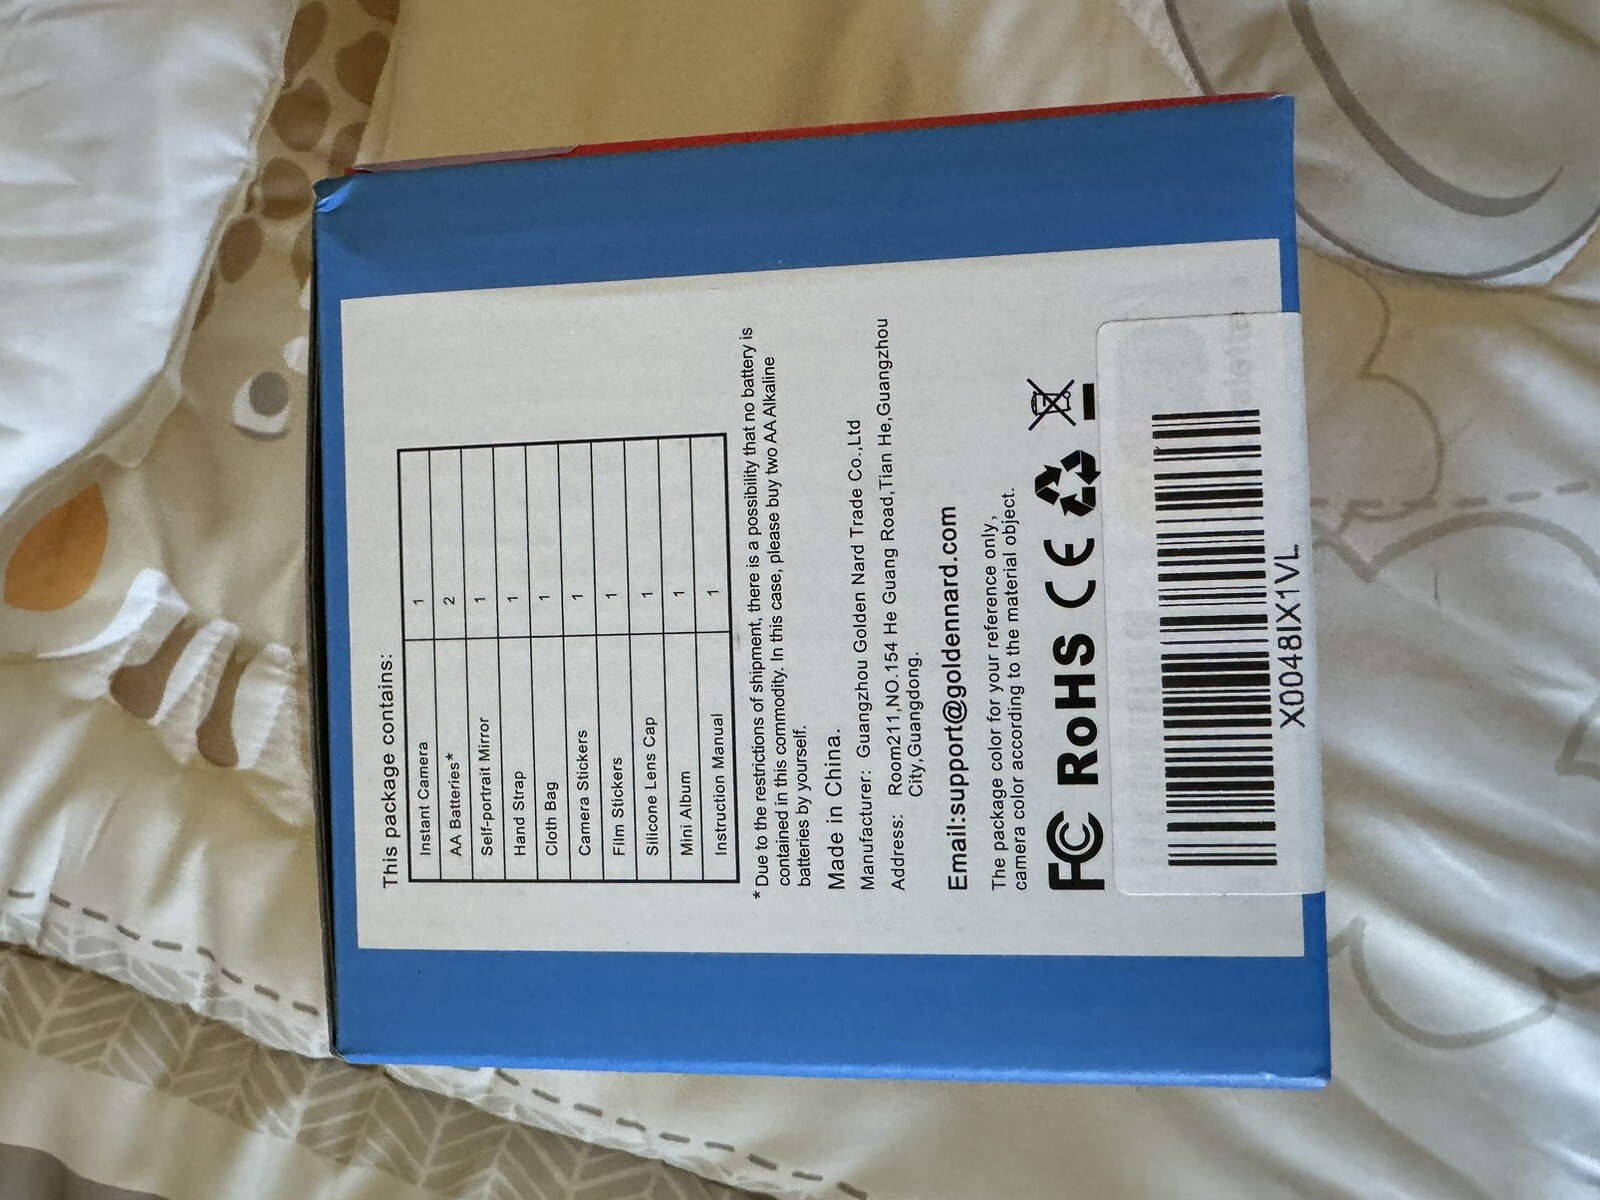 This package contains:
Instant Camera 1
AA Batteries* 2
Self-portrait Mirror 1
Hand Strap 1
Cloth Bag 1
Camera Stickers 1
Film Stickers 1
Silicone Lens Cap 1
Mini Album 1
Instruction Manual 1
* Due to the restrictions of shipment, there is a possibility that no battery is
contained in this commodity. In this case, please buy two AA Alkaline
batteries by yourself.
Made in China.
Manufacturer: Guangzhou Golden Nard Trade Co.,Ltd
Address: Room211,NO.154 He Guang Road,Tian He,Guangzhou
City,Guangdong.
Email:support@goldennard.com
The package color for your reference only,
camera color according to the material object.
FC RoHS CE
X0048IX1VL